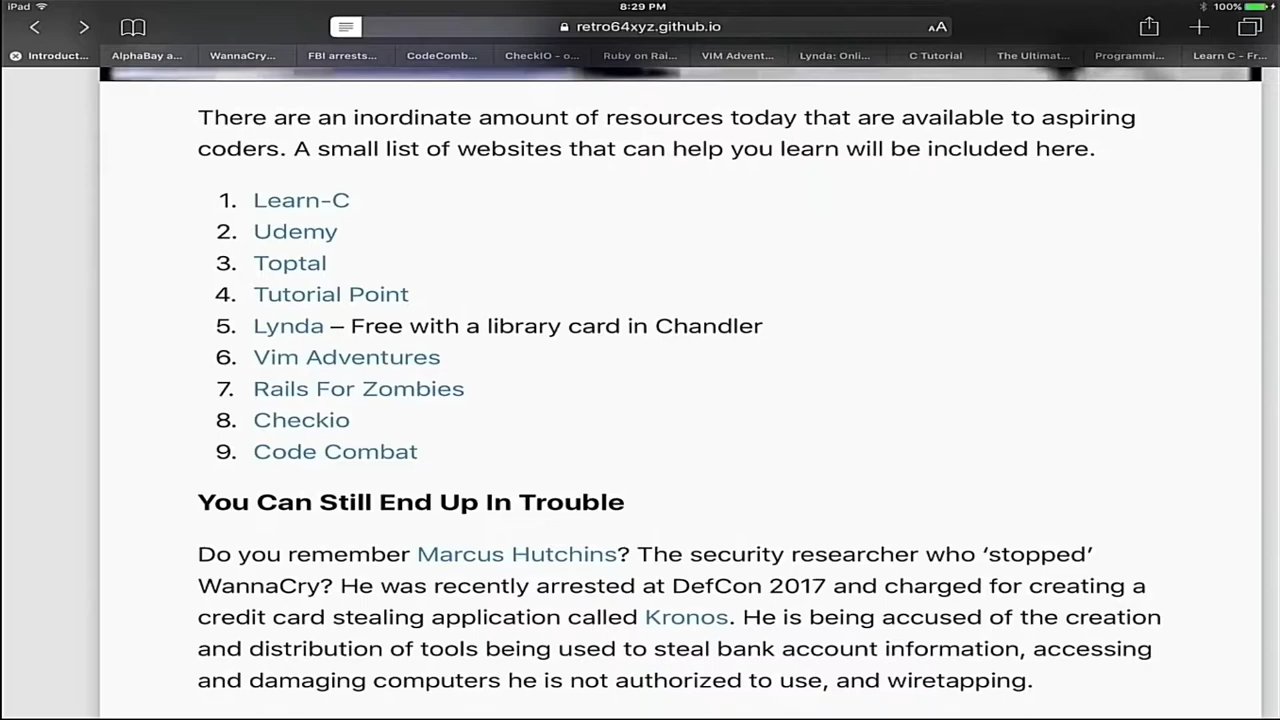 iPad 8:29 PM 100%
retro64xyz.github.io AA
Introduct... AlphaBay a... WannaCry... FBI arrests... CodeComb... CheckIO - o... Ruby on Rai... VIM Advent... Lynda: Onli... C Tutorial The Ultimat... Programmi... Learn C - Fr...
There are an inordinate amount of resources today that are available to aspiring
coders. A small list of websites that can help you learn will be included here.
1. Learn-C
2. Udemy
3. Toptal
4. Tutorial Point
5. Lynda – Free with a library card in Chandler
6. Vim Adventures
7. Rails For Zombies
8. Checkio
9. Code Combat
You Can Still End Up In Trouble
Do you remember Marcus Hutchins? The security researcher who ‘stopped’
WannaCry? He was recently arrested at DefCon 2017 and charged for creating a
credit card stealing application called Kronos. He is being accused of the creation
and distribution of tools being used to steal bank account information, accessing
and damaging computers he is not authorized to use, and wiretapping.